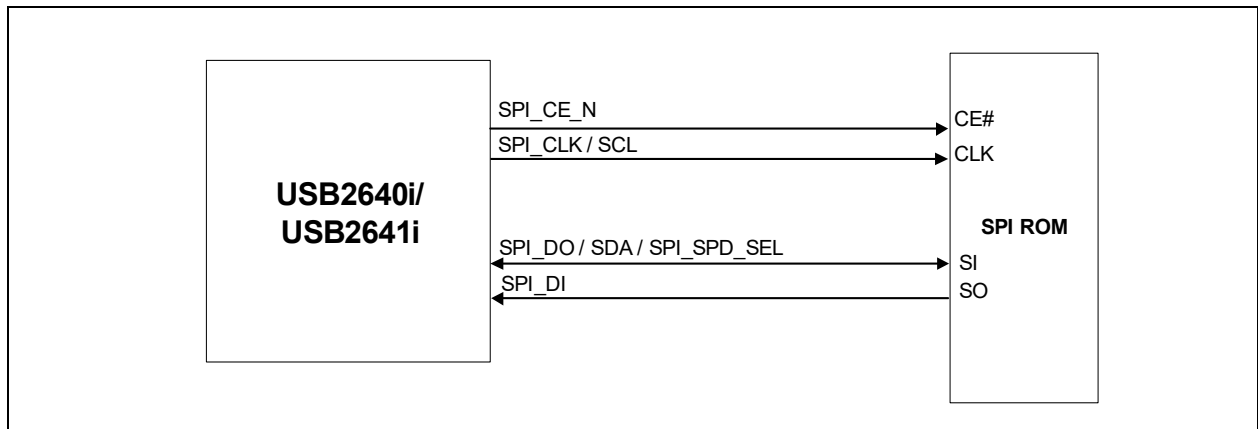 SPI_CE_N
CE#
SPI_CLK / SCL
CLK
USB2640i/
USB2641i
SPI ROM
SPI_DO / SDA / SPI_SPD_SEL
SI
SPI_DI
SO